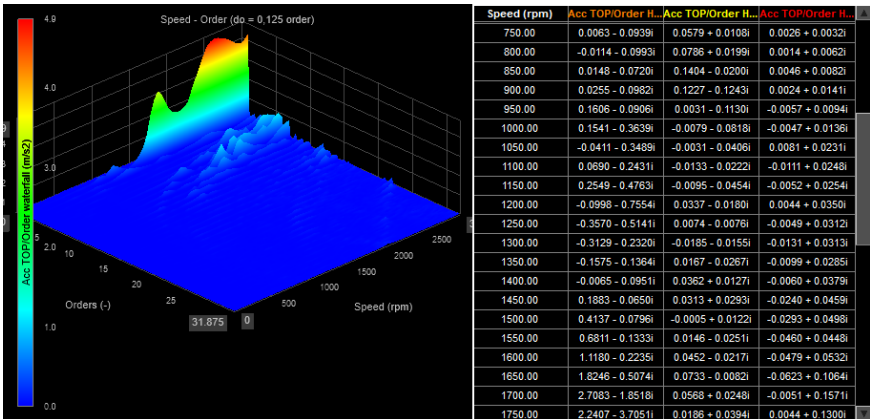 Speed - Order (do = 0,125 order)
4.9
4.0
3.0
2.0
1.0
0.0
Acc TOP/Order waterfall (m/s2)
5
10
15
20
25
31.875
Orders (-)
0
500
1000
1500
2000
2500
Speed (rpm)
Speed (rpm) Acc TOP/Order H... Acc TOP/Order H... Acc TOP/Order H...
750.00 0.0063 - 0.0939i 0.0579 + 0.0108i 0.0026 + 0.0032i
800.00 -0.0114 - 0.0993i 0.0786 + 0.0199i 0.0014 + 0.0062i
850.00 0.0148 - 0.0720i 0.1404 - 0.0200i 0.0046 + 0.0082i
900.00 0.0255 - 0.0982i 0.1227 - 0.1243i 0.0024 + 0.0141i
950.00 0.1606 - 0.0906i 0.0031 - 0.1130i -0.0057 + 0.0094i
1000.00 0.1541 - 0.3639i -0.0079 - 0.0818i -0.0047 + 0.0136i
1050.00 -0.0411 - 0.3489i -0.0031 - 0.0406i 0.0081 + 0.0231i
1100.00 0.0690 - 0.2431i -0.0133 - 0.0222i -0.0111 + 0.0248i
1150.00 0.2549 - 0.4763i -0.0095 - 0.0454i -0.0052 + 0.0254i
1200.00 -0.0998 - 0.7554i 0.0337 - 0.0180i 0.0044 + 0.0350i
1250.00 -0.3570 - 0.5141i 0.0074 - 0.0076i -0.0049 + 0.0312i
1300.00 -0.3129 - 0.2320i -0.0185 - 0.0155i -0.0131 + 0.0313i
1350.00 -0.1575 - 0.1364i 0.0167 - 0.0267i -0.0099 + 0.0285i
1400.00 -0.0065 - 0.0951i 0.0362 + 0.0127i -0.0060 + 0.0379i
1450.00 0.1883 - 0.0650i 0.0313 + 0.0293i -0.0240 + 0.0459i
1500.00 0.4137 - 0.0796i -0.0005 + 0.0122i -0.0293 + 0.0498i
1550.00 0.6811 - 0.1333i 0.0146 - 0.0251i -0.0460 + 0.0448i
1600.00 1.1180 - 0.2235i 0.0452 - 0.0217i -0.0479 + 0.0532i
1650.00 1.8246 - 0.5074i 0.0733 - 0.0082i -0.0623 + 0.1064i
1700.00 2.7083 - 1.8518i 0.0568 + 0.0248i -0.0051 + 0.1571i
1750.00 2.2407 - 3.7051i 0.0186 + 0.0394i 0.0044 + 0.1300i